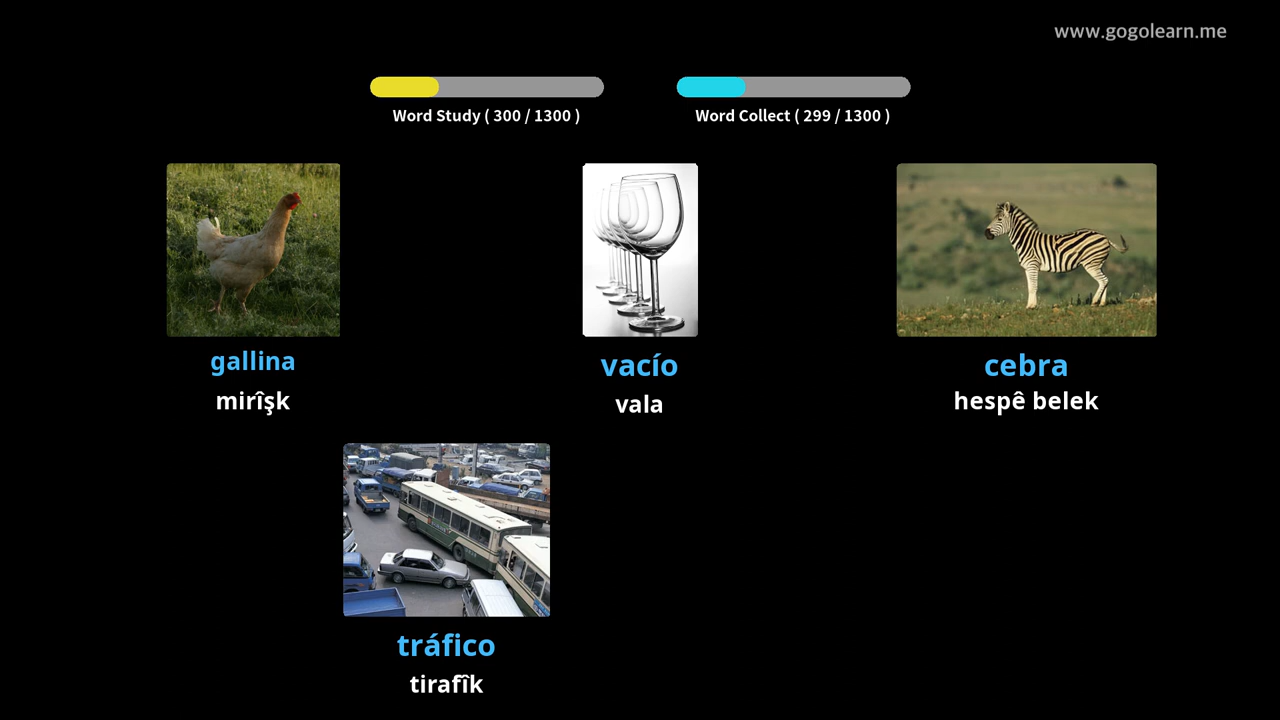 www.gogolearn.me
Word Study ( 300 / 1300 )
Word Collect ( 299 / 1300 )
gallina
mirîşk
vacío
vala
cebra
hespê belek
tráfico
tirafîk